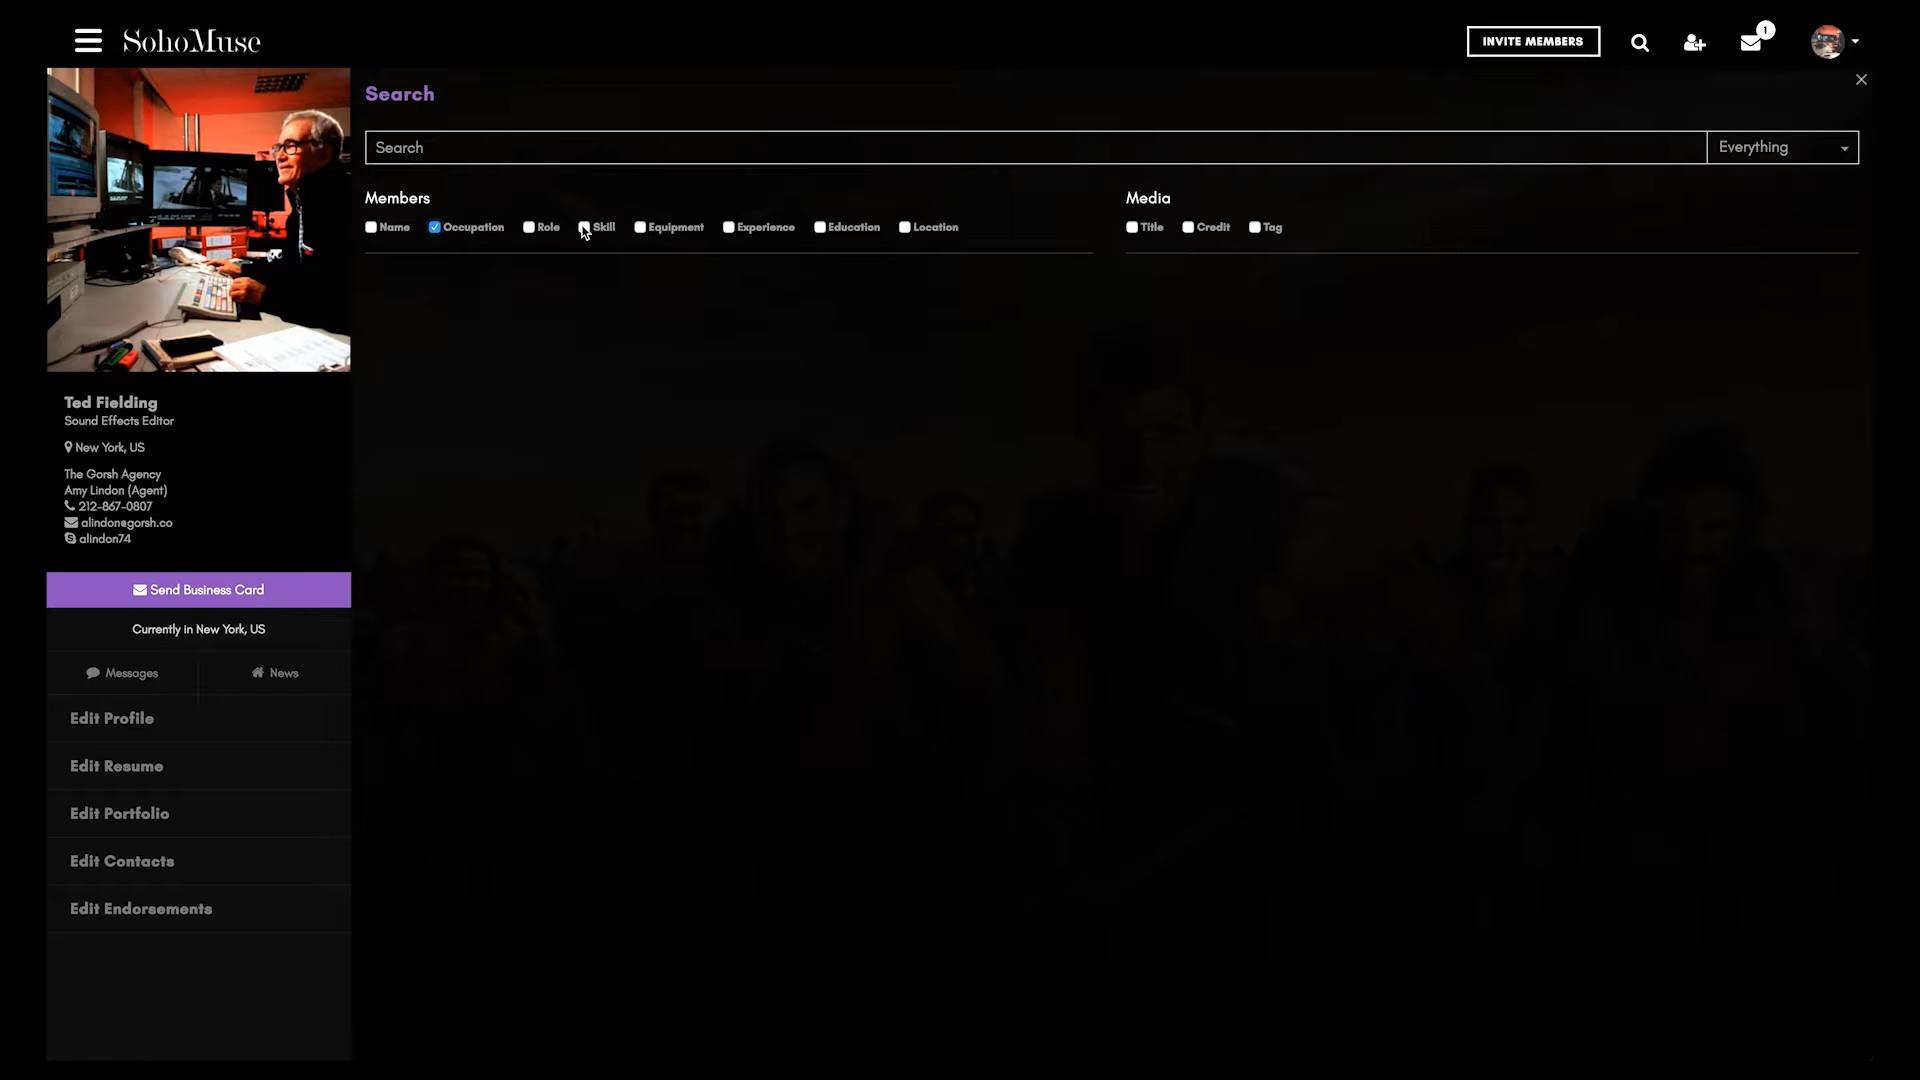 SohoMuse
INVITE MEMBERS
1
Search
Search
Everything
Members
Media
Name
Occupation
Role
Skill
Equipment
Experience
Education
Location
Title
Credit
Tag
Ted Fielding
Sound Effects Editor
New York, US
The Gorsh Agency
Amy Lindon (Agent)
212-867-0807
alindon@gorsh.co
alindon74
Send Business Card
Currently in New York, US
Messages
News
Edit Profile
Edit Resume
Edit Portfolio
Edit Contacts
Edit Endorsements